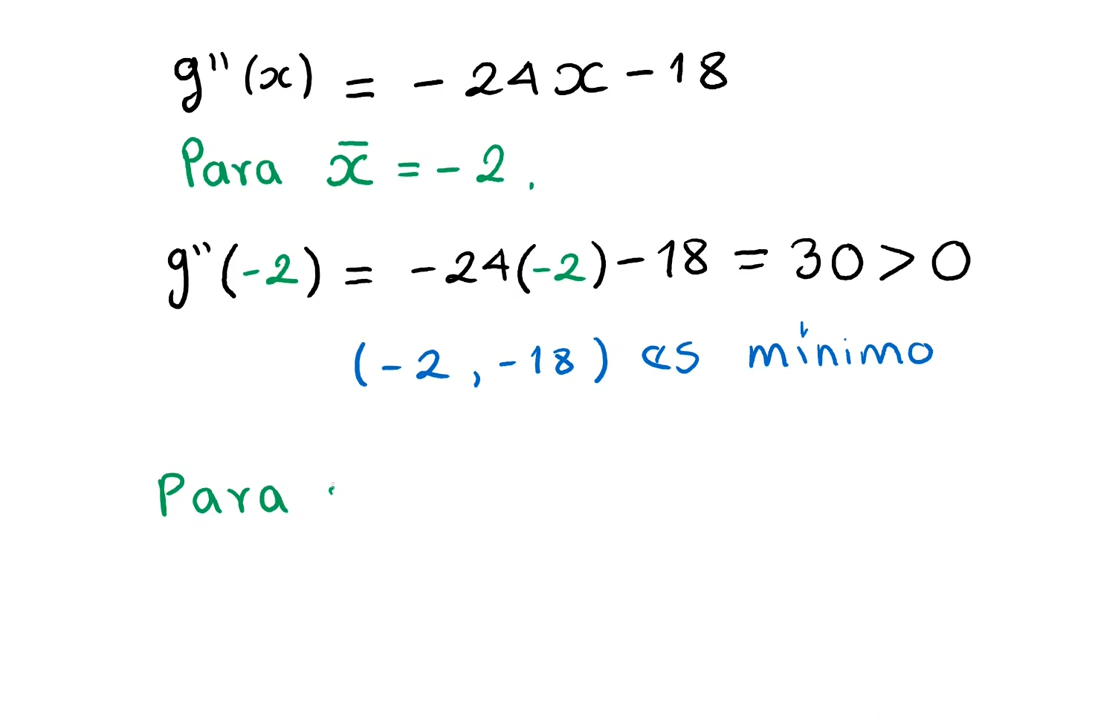 g''(x) = -24x - 18
Para x̄ = -2.
g''(-2) = -24(-2) - 18 = 30 > 0
(-2, -18) es mínimo
Para